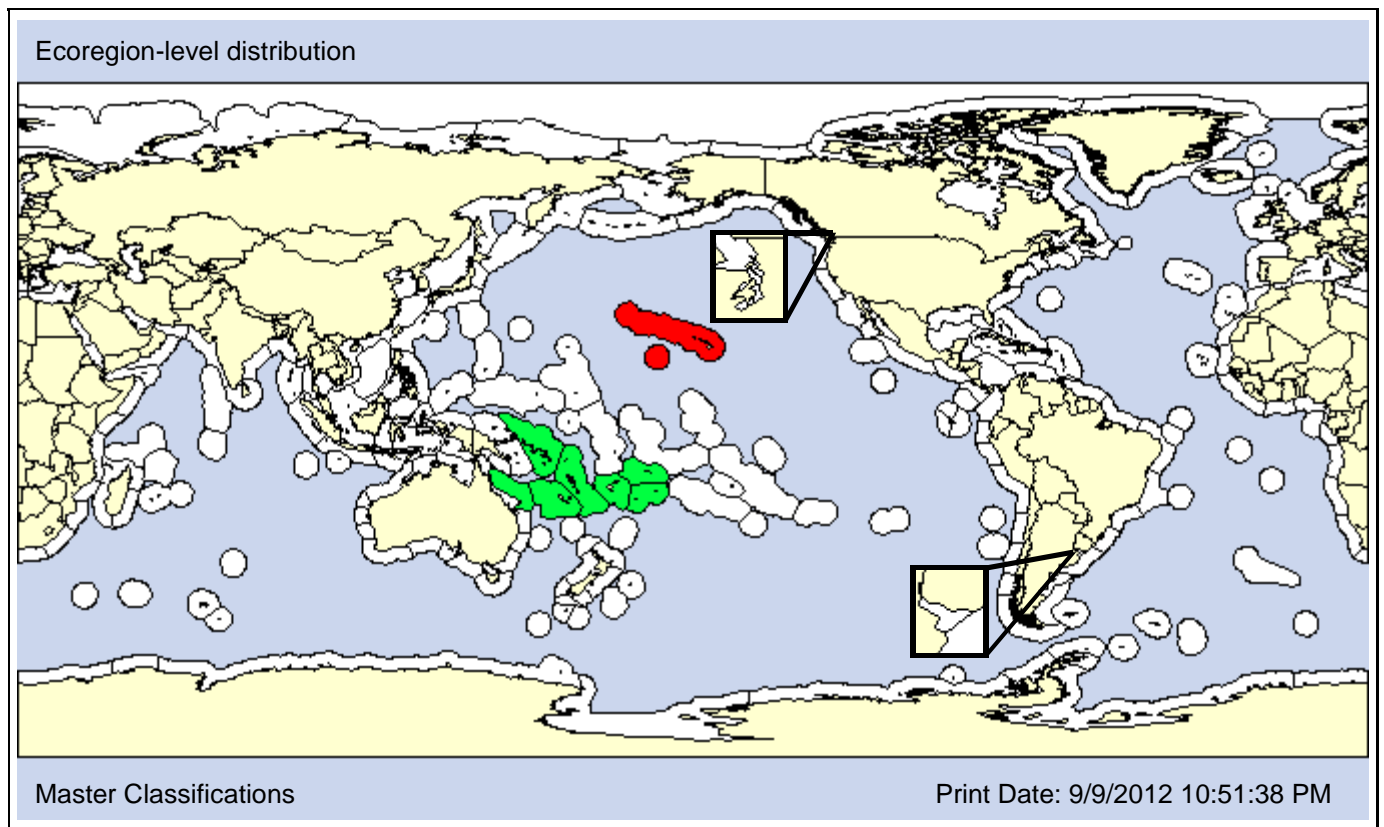 Ecoregion-level distribution
Master Classifications
Print Date: 9/9/2012 10:51:38 PM